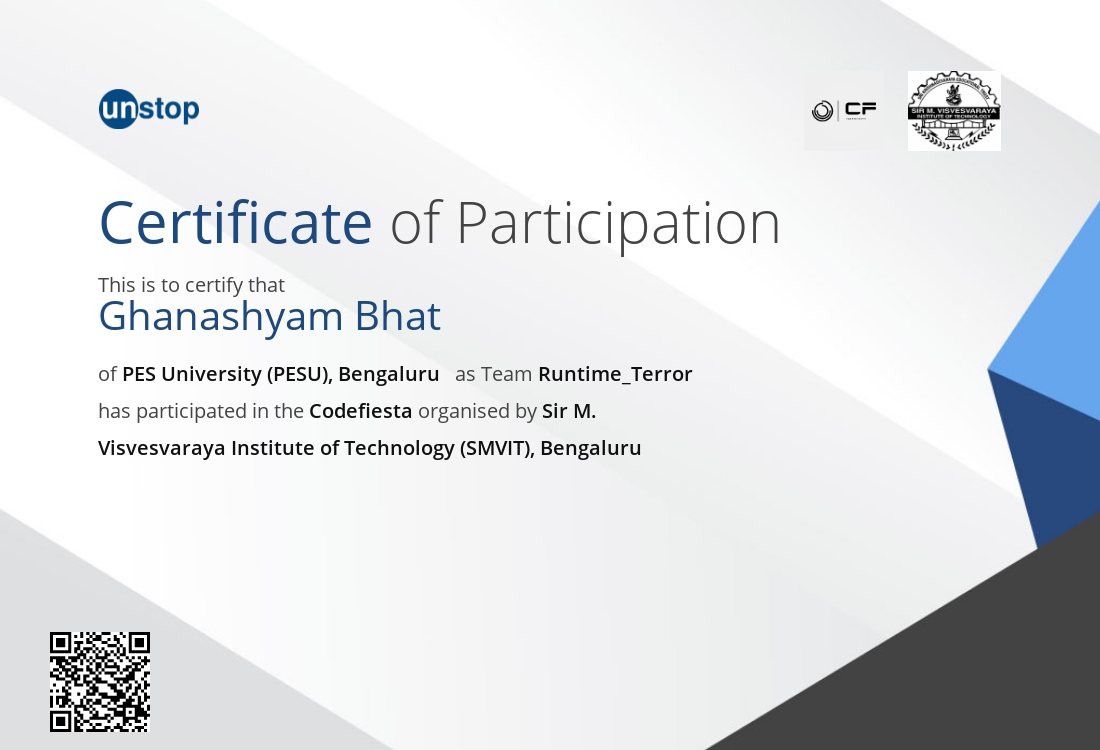 unstop
CF
SIR M. VISVESVARAYA
INSTITUTE OF TECHNOLOGY
Certificate of Participation
This is to certify that
Ghanashyam Bhat
of PES University (PESU), Bengaluru as Team Runtime_Terror
has participated in the Codefiesta organised by Sir M.
Visvesvaraya Institute of Technology (SMVIT), Bengaluru